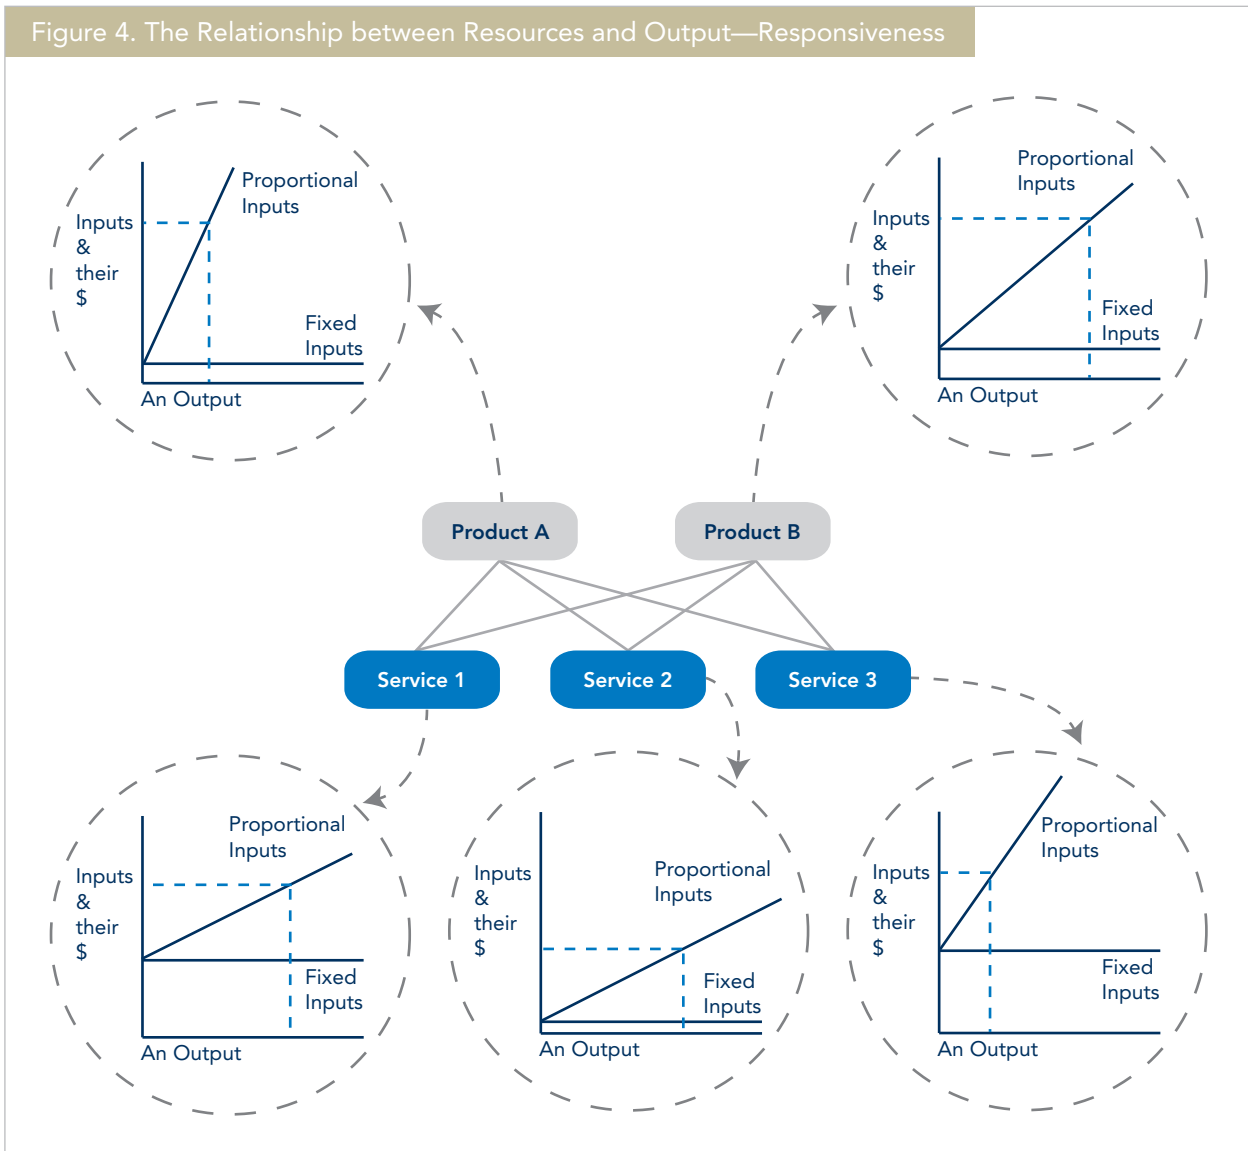 Figure 4. The Relationship between Resources and Output—Responsiveness
Proportional
Inputs
Inputs
&
their
$
Fixed
Inputs
An Output
Proportional
Inputs
Inputs
&
their
$
Fixed
Inputs
An Output
Product A
Product B
Service 1
Service 2
Service 3
Proportional
Inputs
Inputs
&
their
$
Fixed
Inputs
An Output
Proportional
Inputs
Inputs
&
their
$
Fixed
Inputs
An Output
Proportional
Inputs
Inputs
&
their
$
Fixed
Inputs
An Output